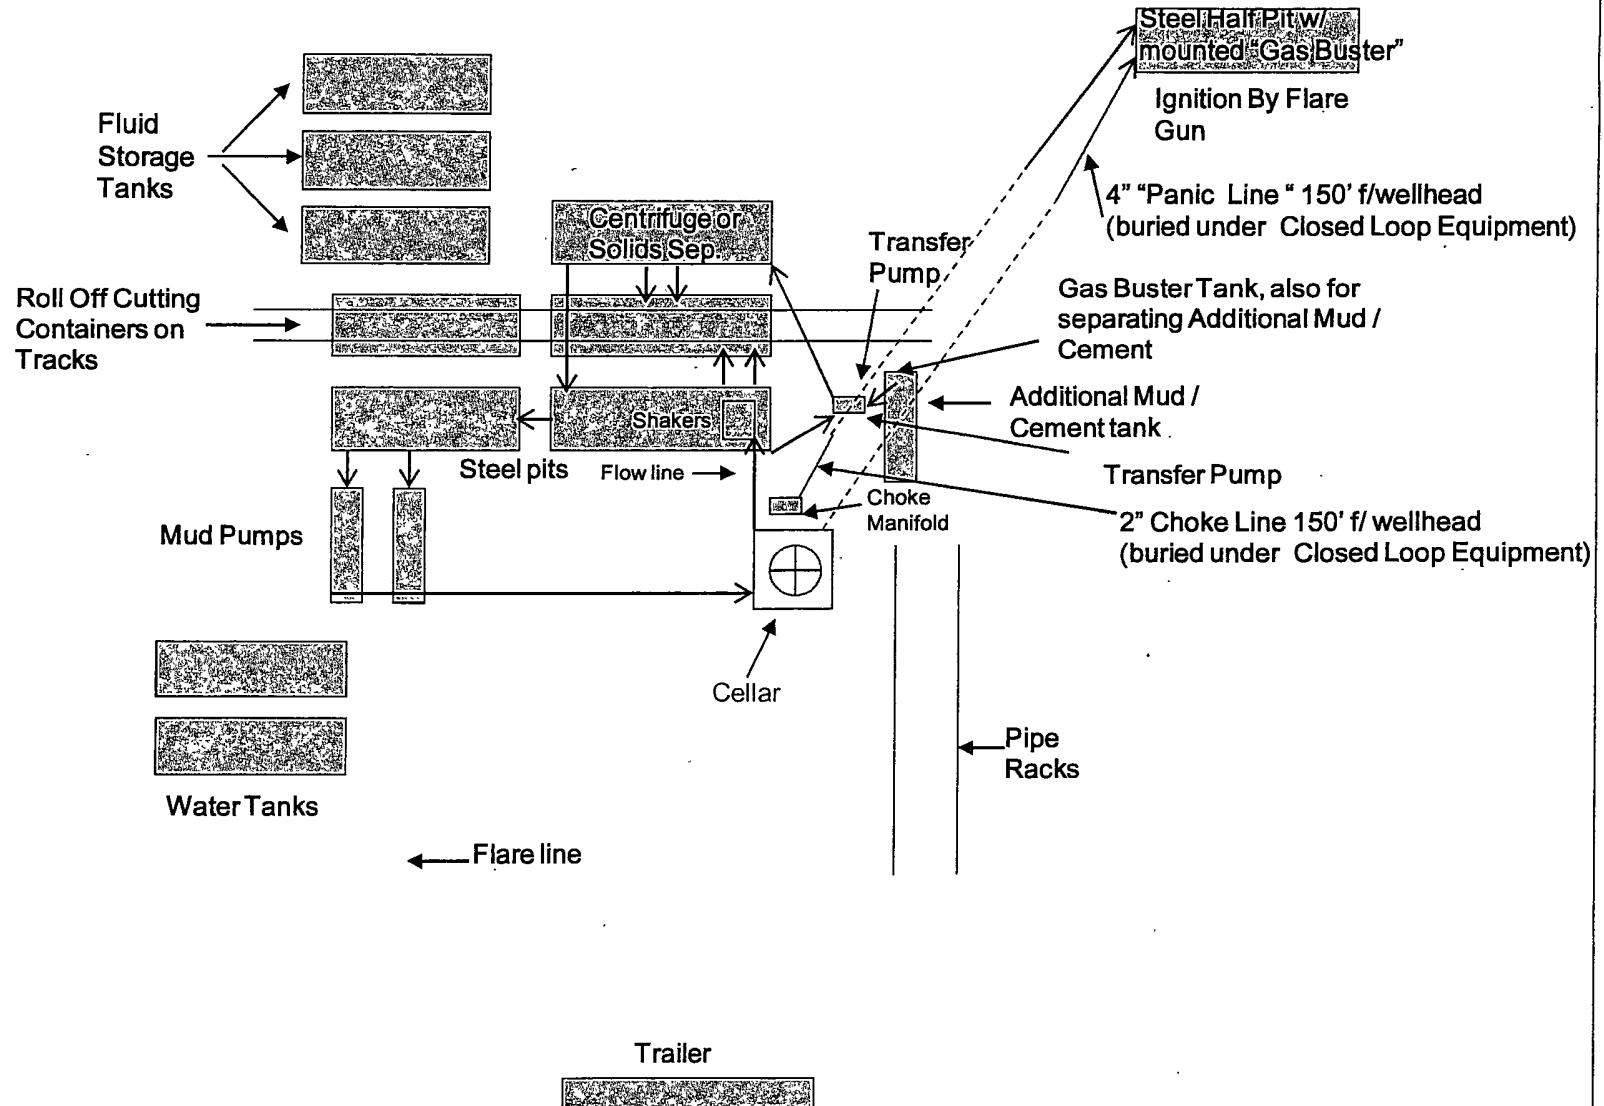 Steel Half Pit w/
mounted “Gas Buster”
Ignition By Flare
Gun
Fluid
Storage
Tanks
4” “Panic Line “ 150’ f/wellhead
(buried under Closed Loop Equipment)
Centrifuge or
Solids Sep.
Transfer
Pump
Roll Off Cutting
Containers on
Tracks
Gas Buster Tank, also for
separating Additional Mud /
Cement
Additional Mud /
Cement tank
Shakers
Steel pits
Flow line
Transfer Pump
Choke
Manifold
2” Choke Line 150’ f/ wellhead
(buried under Closed Loop Equipment)
Mud Pumps
Cellar
Pipe
Racks
Water Tanks
Flare line
Trailer